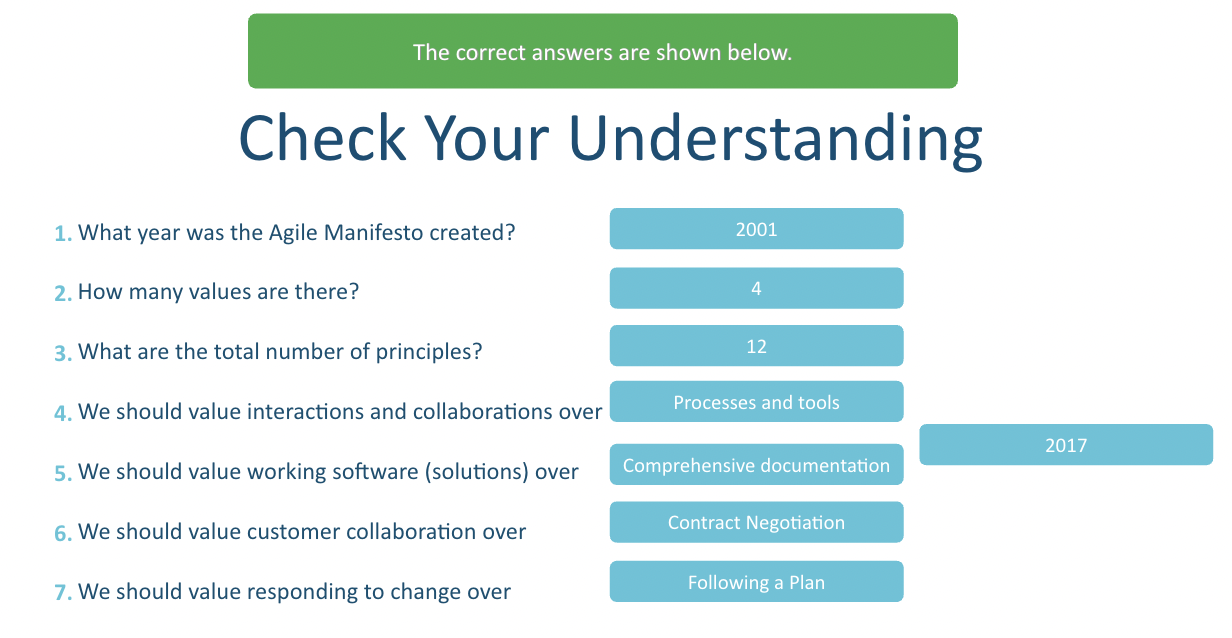 The correct answers are shown below.
Check Your Understanding
1. What year was the Agile Manifesto created? 2001
2. How many values are there? 4
3. What are the total number of principles? 12
4. We should value interactions and collaborations over Processes and tools
2017
5. We should value working software (solutions) over Comprehensive documentation
6. We should value customer collaboration over Contract Negotiation
7. We should value responding to change over Following a Plan